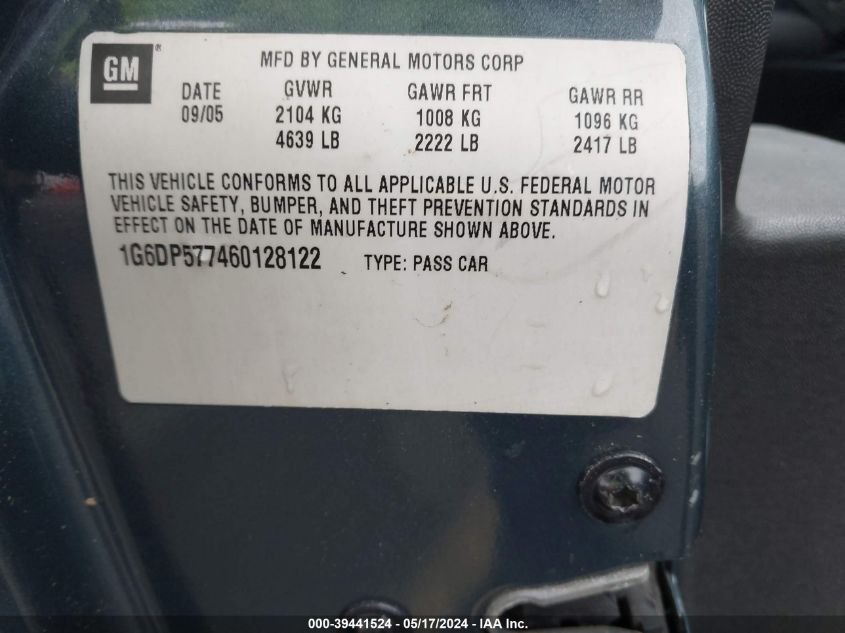 GM®
MFD BY GENERAL MOTORS CORP
DATE GVWR GAWR FRT GAWR RR
09/05 2104 KG 1008 KG 1096 KG
4639 LB 2222 LB 2417 LB
THIS VEHICLE CONFORMS TO ALL APPLICABLE U.S. FEDERAL MOTOR
VEHICLE SAFETY, BUMPER, AND THEFT PREVENTION STANDARDS IN
EFFECT ON THE DATE OF MANUFACTURE SHOWN ABOVE.
1G6DP577460128122 TYPE: PASS CAR
000-39441524 - 05/17/2024 - IAA Inc.